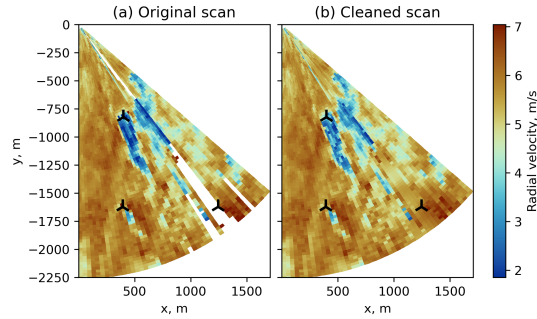 (a) Original scan (b) Cleaned scan
0
−250
−500
−750
−1000
−1250
−1500
−1750
−2000
−2250
y, m
500 1000 1500
x, m
500 1000 1500
x, m
7
6
5
4
3
2
Radial velocity, m/s